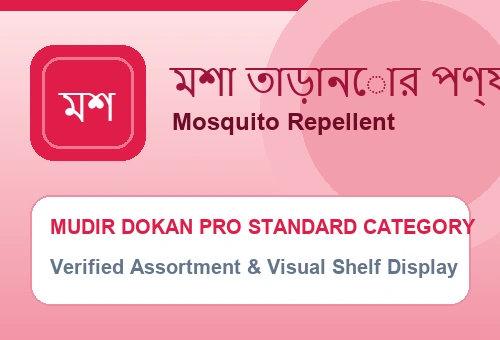 মশ
মশা তাড়ানোর পণ্য
Mosquito Repellent
MUDIR DOKAN PRO STANDARD CATEGORY
Verified Assortment & Visual Shelf Display